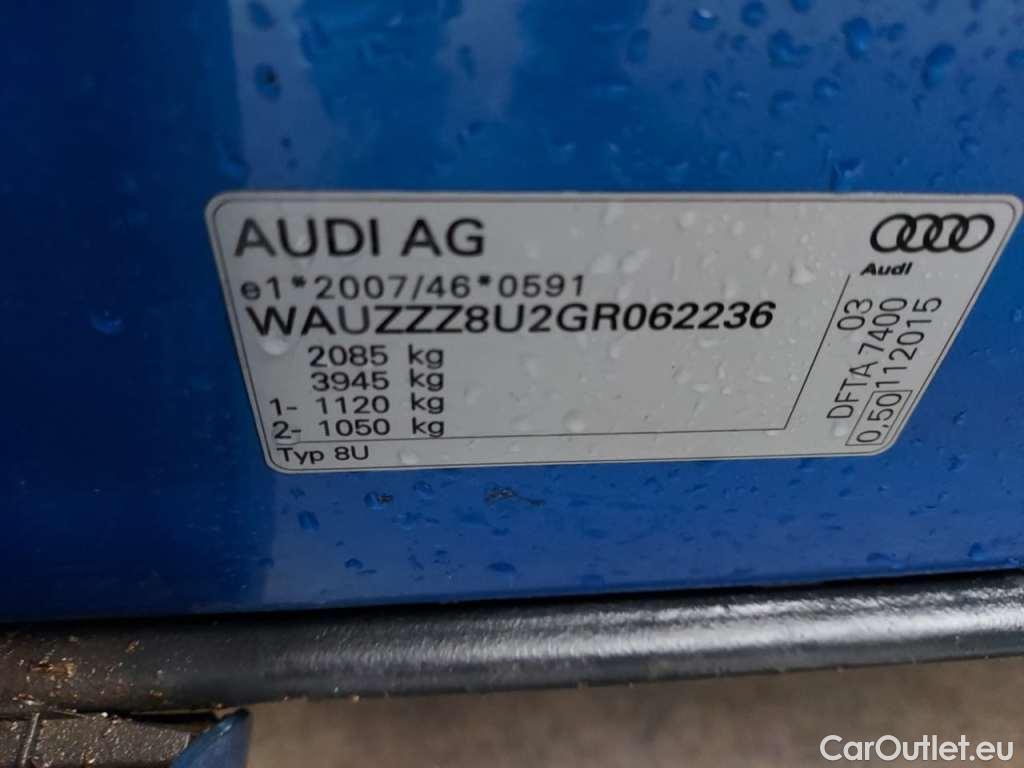 AUDI AG
Audi
e1*2007/46*0591
WAUZZZ8U2GR062236
2085 kg
3945 kg
1- 1120 kg
2- 1050 kg
Typ 8U
03
DFTA 7400
0,50 112015
CarOutlet.eu